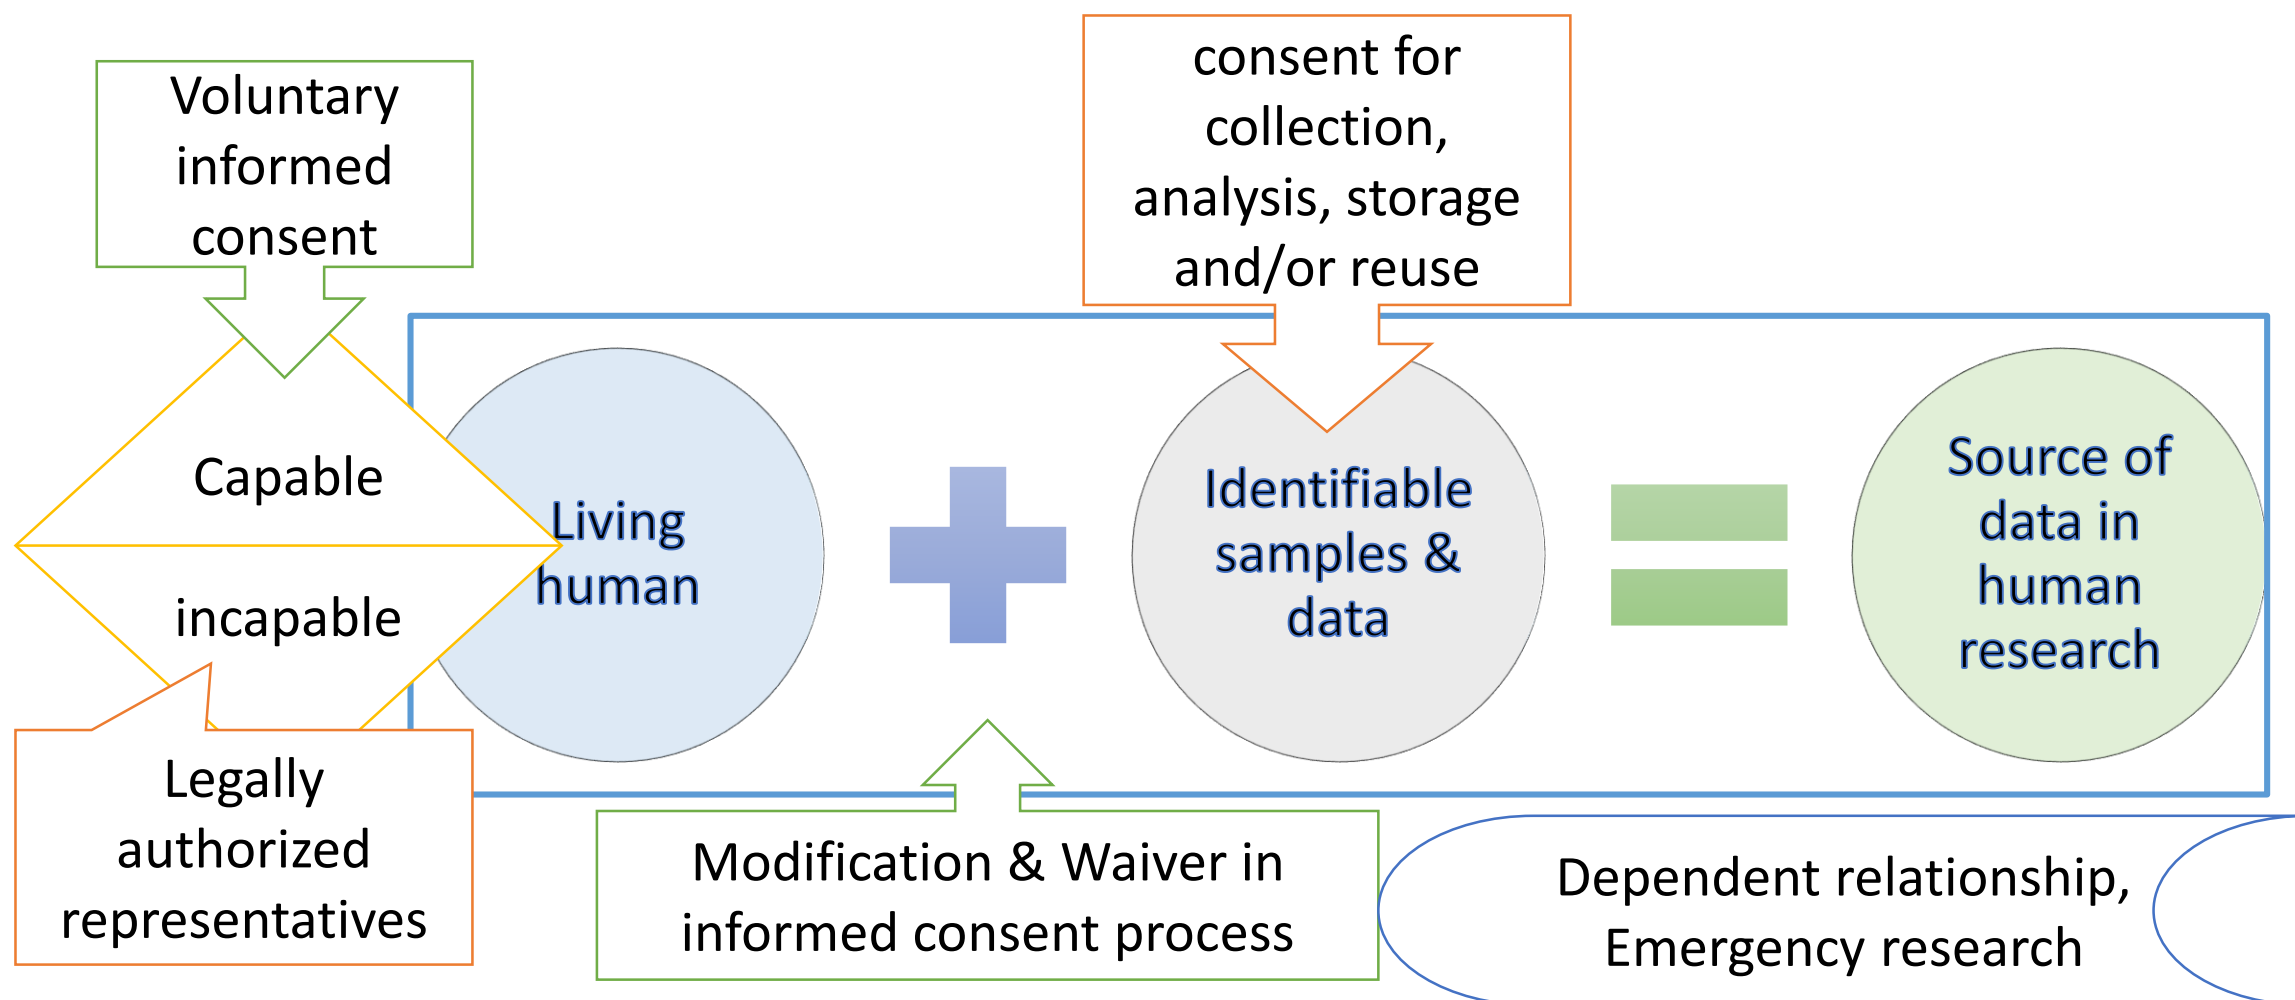 Voluntary
informed
consent
consent for
collection,
analysis, storage
and/or reuse
Capable
incapable
Living
human
Identifiable
samples &
data
Source of
data in
human
research
Legally
authorized
representatives
Modification & Waiver in
informed consent process
Dependent relationship,
Emergency research